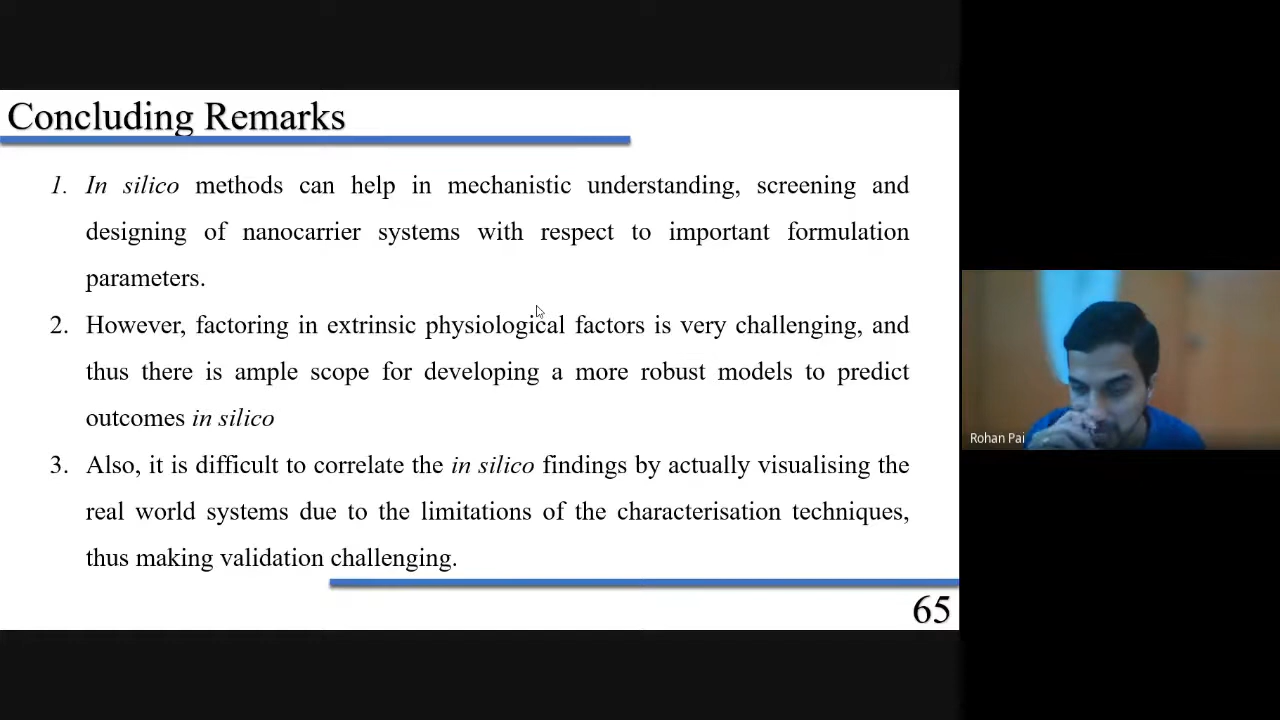 Concluding Remarks
1. In silico methods can help in mechanistic understanding, screening and
designing of nanocarrier systems with respect to important formulation
parameters.
2. However, factoring in extrinsic physiological factors is very challenging, and
thus there is ample scope for developing a more robust models to predict
outcomes in silico
3. Also, it is difficult to correlate the in silico findings by actually visualising the
real world systems due to the limitations of the characterisation techniques,
thus making validation challenging.
65
Rohan Pai